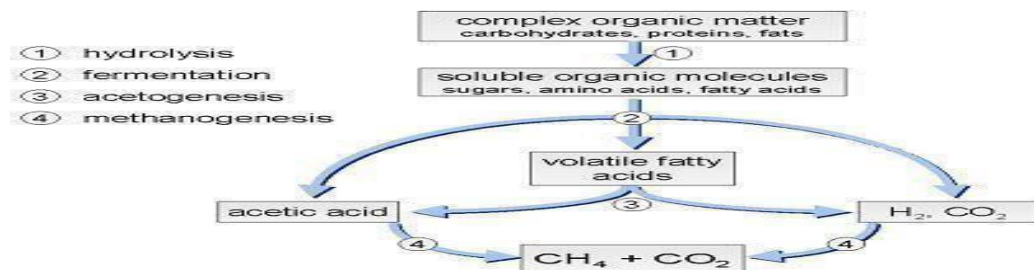 complex organic matter
carbohydrates, proteins, fats
① hydrolysis
① 
② fermentation
soluble organic molecules
sugars, amino acids, fatty acids
③ acetogenesis
④ methanogenesis
②
volatile fatty
acids
acetic acid
③
H₂, CO₂
④
④
CH₄ + CO₂